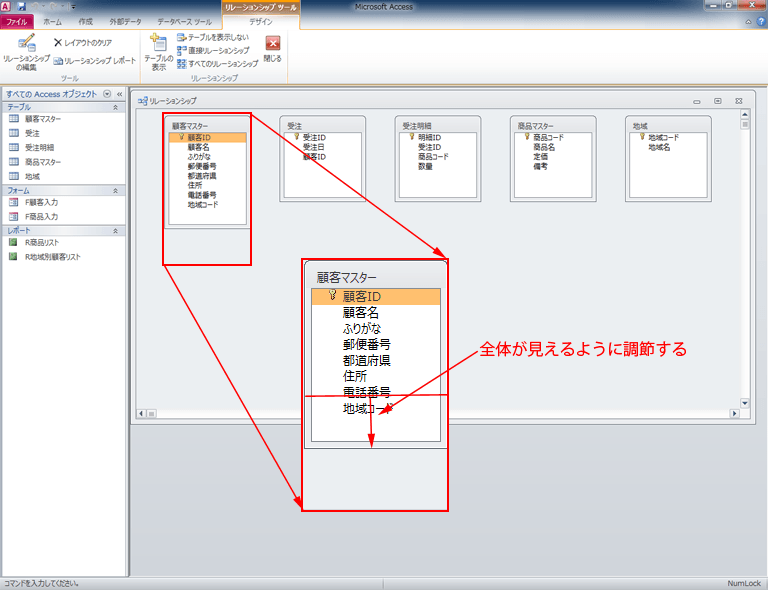 リレーションシップ ツール
Microsoft Access
ファイル
ホーム
作成
外部データ
データベース ツール
デザイン
リレーションシップ
の編集
レイアウトのクリア
リレーションシップ レポート
ツール
テーブルの
表示
テーブルを表示しない
直接リレーションシップ
すべてのリレーションシップ
閉じる
リレーションシップ
すべての Access オブジェクト
テーブル
顧客マスター
受注
受注明細
商品マスター
地域
フォーム
F顧客入力
F商品入力
レポート
R商品リスト
R地域別顧客リスト
リレーションシップ
顧客マスター
顧客ID
顧客名
ふりがな
郵便番号
都道府県
住所
電話番号
地域コード
受注
受注ID
受注日
顧客ID
受注明細
明細ID
受注ID
商品コード
数量
商品マスター
商品コード
商品名
定価
備考
地域
地域コード
地域名
顧客マスター
顧客ID
顧客名
ふりがな
郵便番号
都道府県
住所
電話番号
地域コード
全体が見えるように調節する
コマンドを入力してください。
NumLock